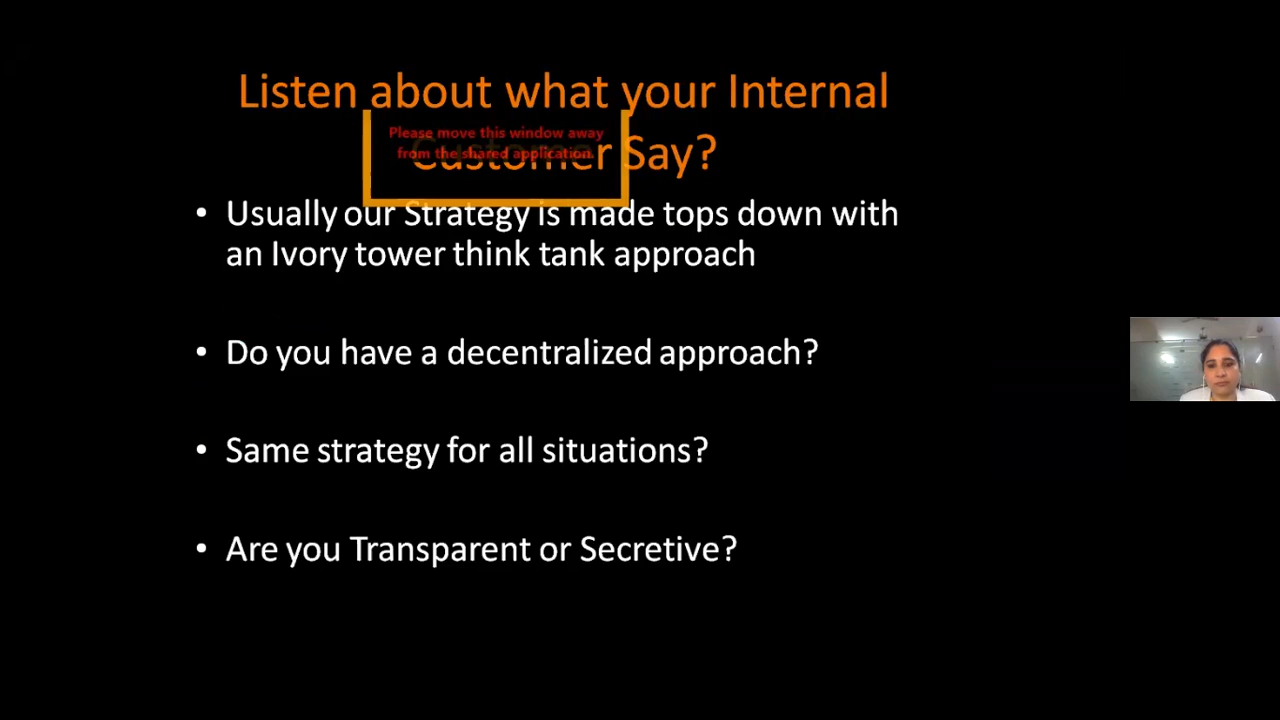 Listen about what your Internal
Customer Say?
Please move this window away
from the shared application.
• Usually our Strategy is made tops down with
an Ivory tower think tank approach
• Do you have a decentralized approach?
• Same strategy for all situations?
• Are you Transparent or Secretive?